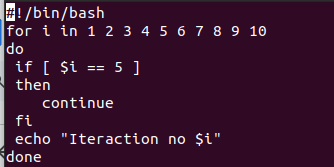 #!/bin/bash
for i in 1 2 3 4 5 6 7 8 9 10
do
 if [ $i == 5 ]
 then
    continue
 fi
 echo "Iteraction no $i"
done